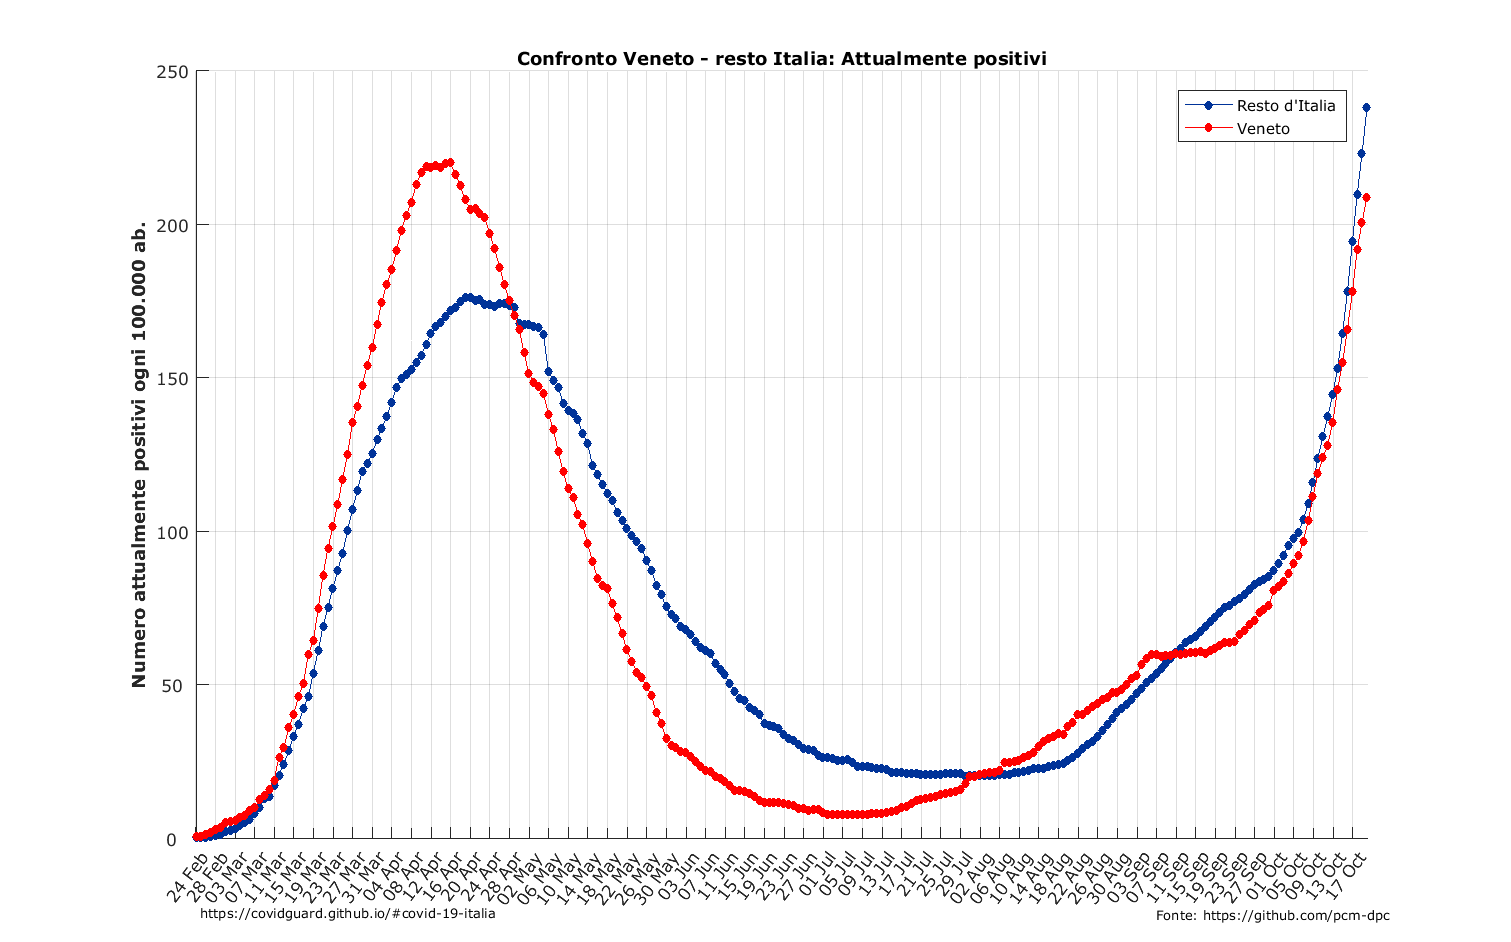 Confronto Veneto - resto Italia: Attualmente positivi
Resto d'Italia
Veneto
Numero attualmente positivi ogni 100.000 ab.
250
200
150
100
50
0
24 Feb
28 Feb
03 Mar
07 Mar
11 Mar
15 Mar
19 Mar
23 Mar
27 Mar
31 Mar
04 Apr
08 Apr
12 Apr
16 Apr
20 Apr
24 Apr
28 Apr
02 May
06 May
10 May
14 May
18 May
22 May
26 May
30 May
03 Jun
07 Jun
11 Jun
15 Jun
19 Jun
23 Jun
27 Jun
01 Jul
05 Jul
09 Jul
13 Jul
17 Jul
21 Jul
25 Jul
29 Jul
02 Aug
06 Aug
10 Aug
14 Aug
18 Aug
22 Aug
26 Aug
30 Aug
03 Sep
07 Sep
11 Sep
15 Sep
19 Sep
23 Sep
27 Sep
01 Oct
05 Oct
09 Oct
13 Oct
17 Oct
https://covidguard.github.io/#covid-19-italia
Fonte: https://github.com/pcm-dpc